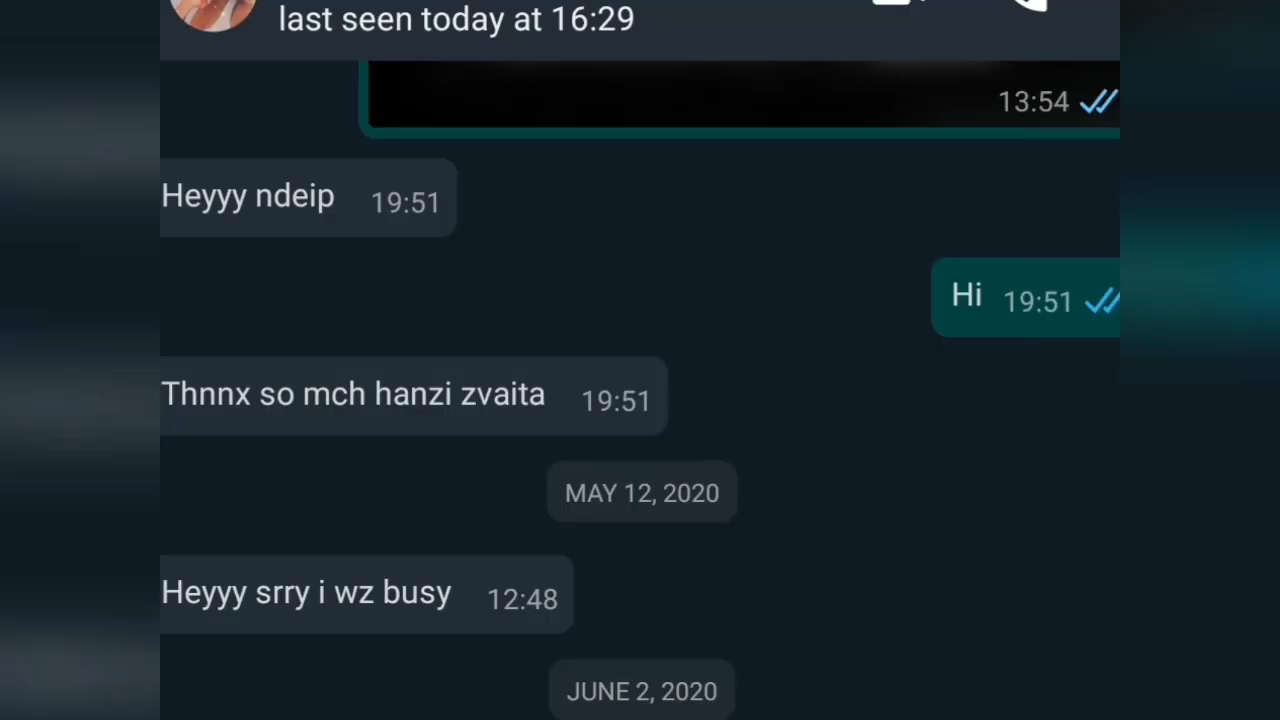 last seen today at 16:29
13:54
Heyyy ndeip 19:51
Hi 19:51
Thnnx so mch hanzi zvaita 19:51
MAY 12, 2020
Heyyy srry i wz busy 12:48
JUNE 2, 2020